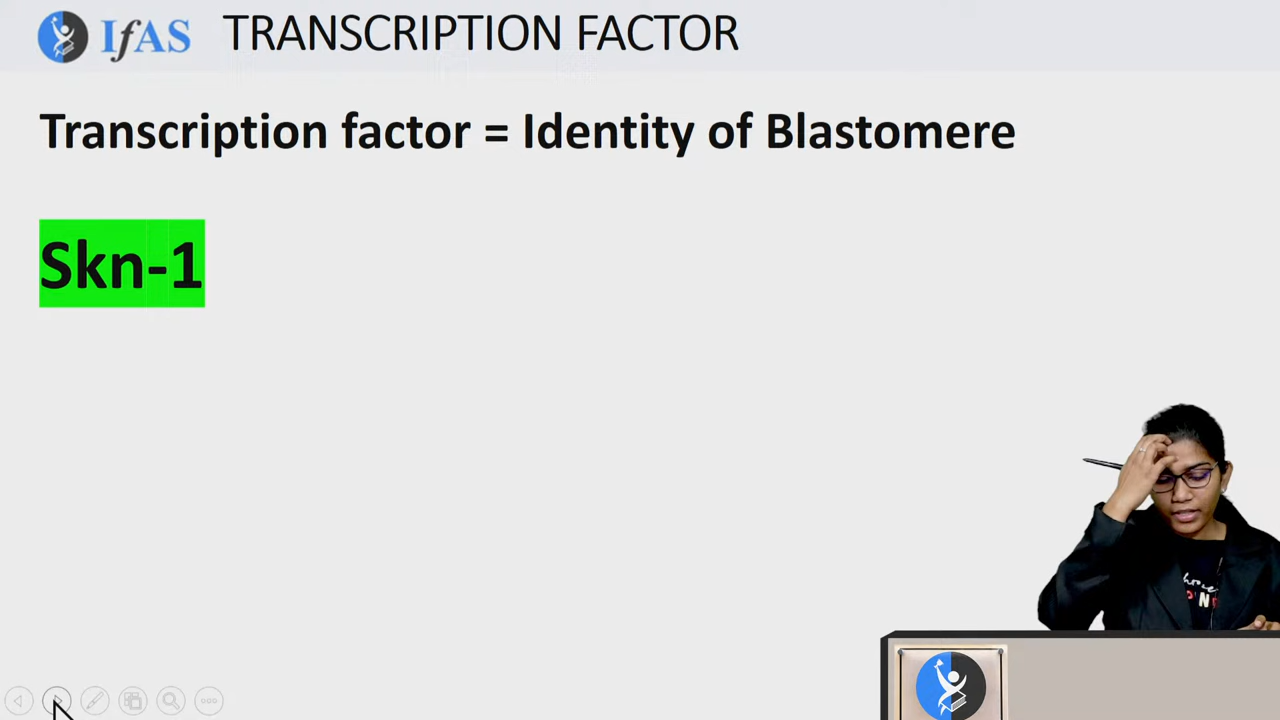 IfAS TRANSCRIPTION FACTOR
Transcription factor = Identity of Blastomere
Skn-1